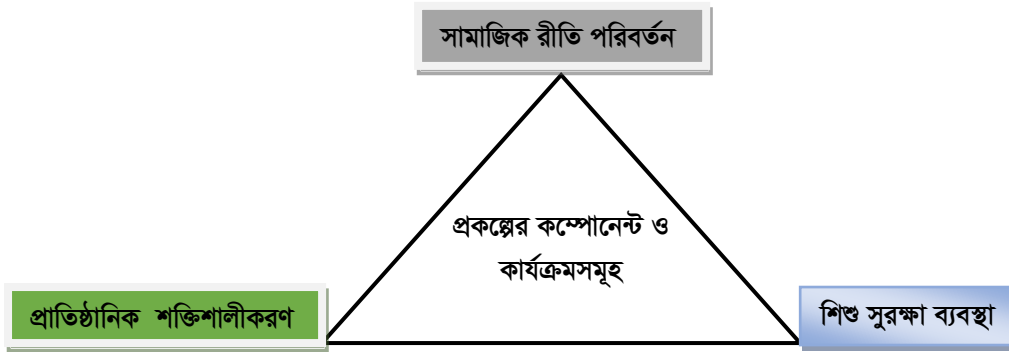 সামাজিক রীতি পরিবর্তন
প্রকল্পের কম্পোনেন্ট ও
কার্যক্রমসমূহ
প্রাতিষ্ঠানিক শক্তিশালীকরণ
শিশু সুরক্ষা ব্যবস্থা